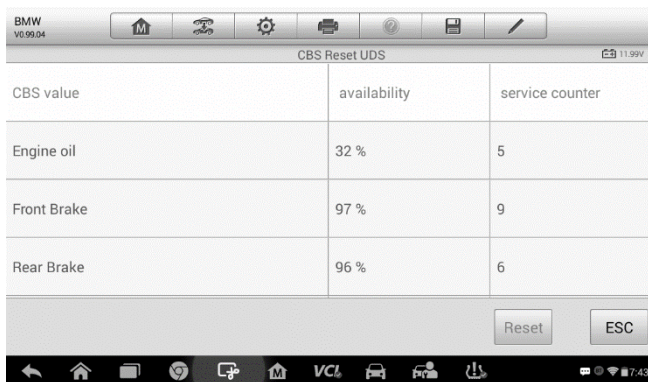 BMW
V0.99.04
CBS Reset UDS
11.99V
CBS value availability service counter
Engine oil 32 % 5
Front Brake 97 % 9
Rear Brake 96 % 6
Reset ESC
VCI
7:43